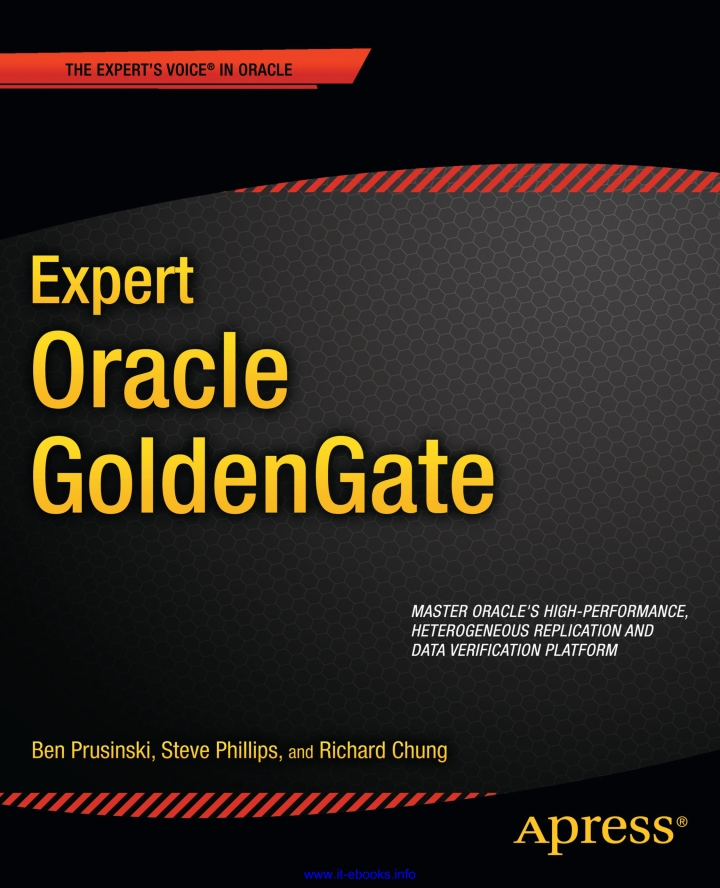 THE EXPERT'S VOICE® IN ORACLE
Expert
Oracle
GoldenGate
MASTER ORACLE'S HIGH-PERFORMANCE,
HETEROGENEOUS REPLICATION AND
DATA VERIFICATION PLATFORM
Ben Prusinski, Steve Phillips, and Richard Chung
Apress®
www.it-ebooks.info